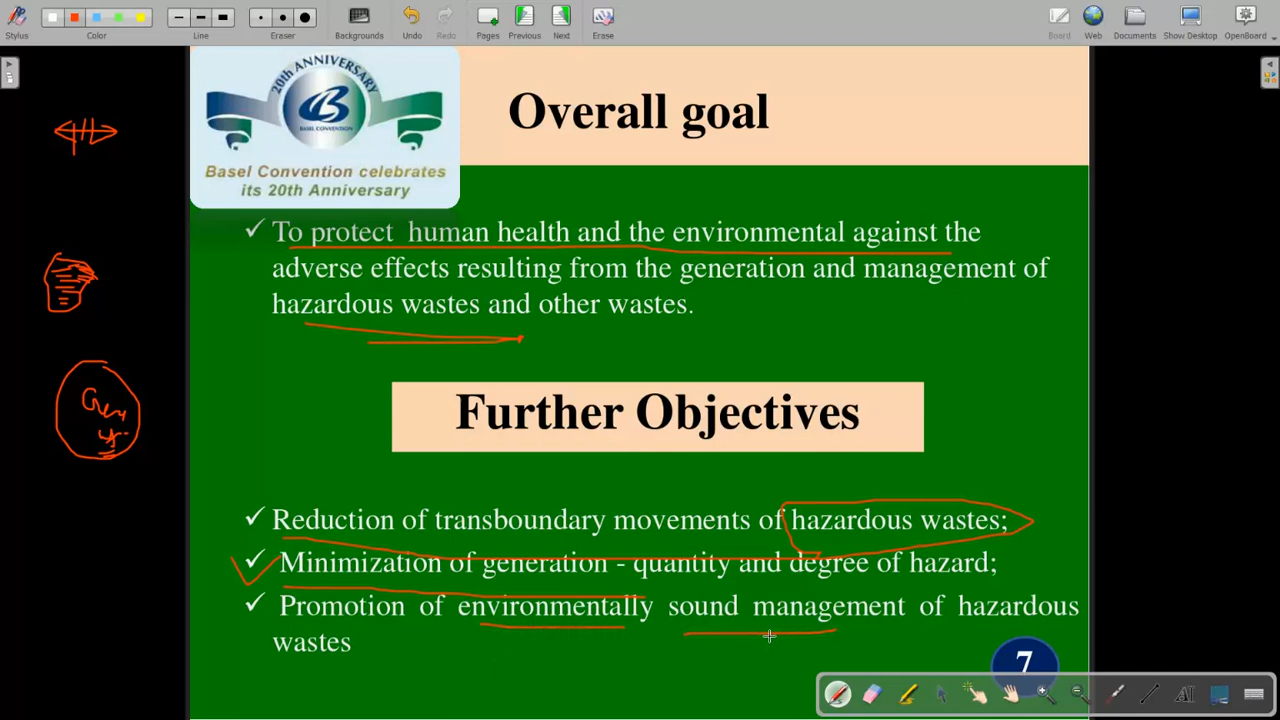 Stylus
Color
Line
Eraser
Backgrounds
Undo
Redo
Pages
Previous
Next
Erase
Board
Web
Documents
Show Desktop
OpenBoard
20TH ANNIVERSARY
BASEL CONVENTION
Basel Convention celebrates
its 20th Anniversary
Overall goal
✓ To protect human health and the environmental against the
adverse effects resulting from the generation and management of
hazardous wastes and other wastes.
Further Objectives
✓ Reduction of transboundary movements of hazardous wastes;
✓ Minimization of generation - quantity and degree of hazard;
✓ Promotion of environmentally sound management of hazardous
wastes
7